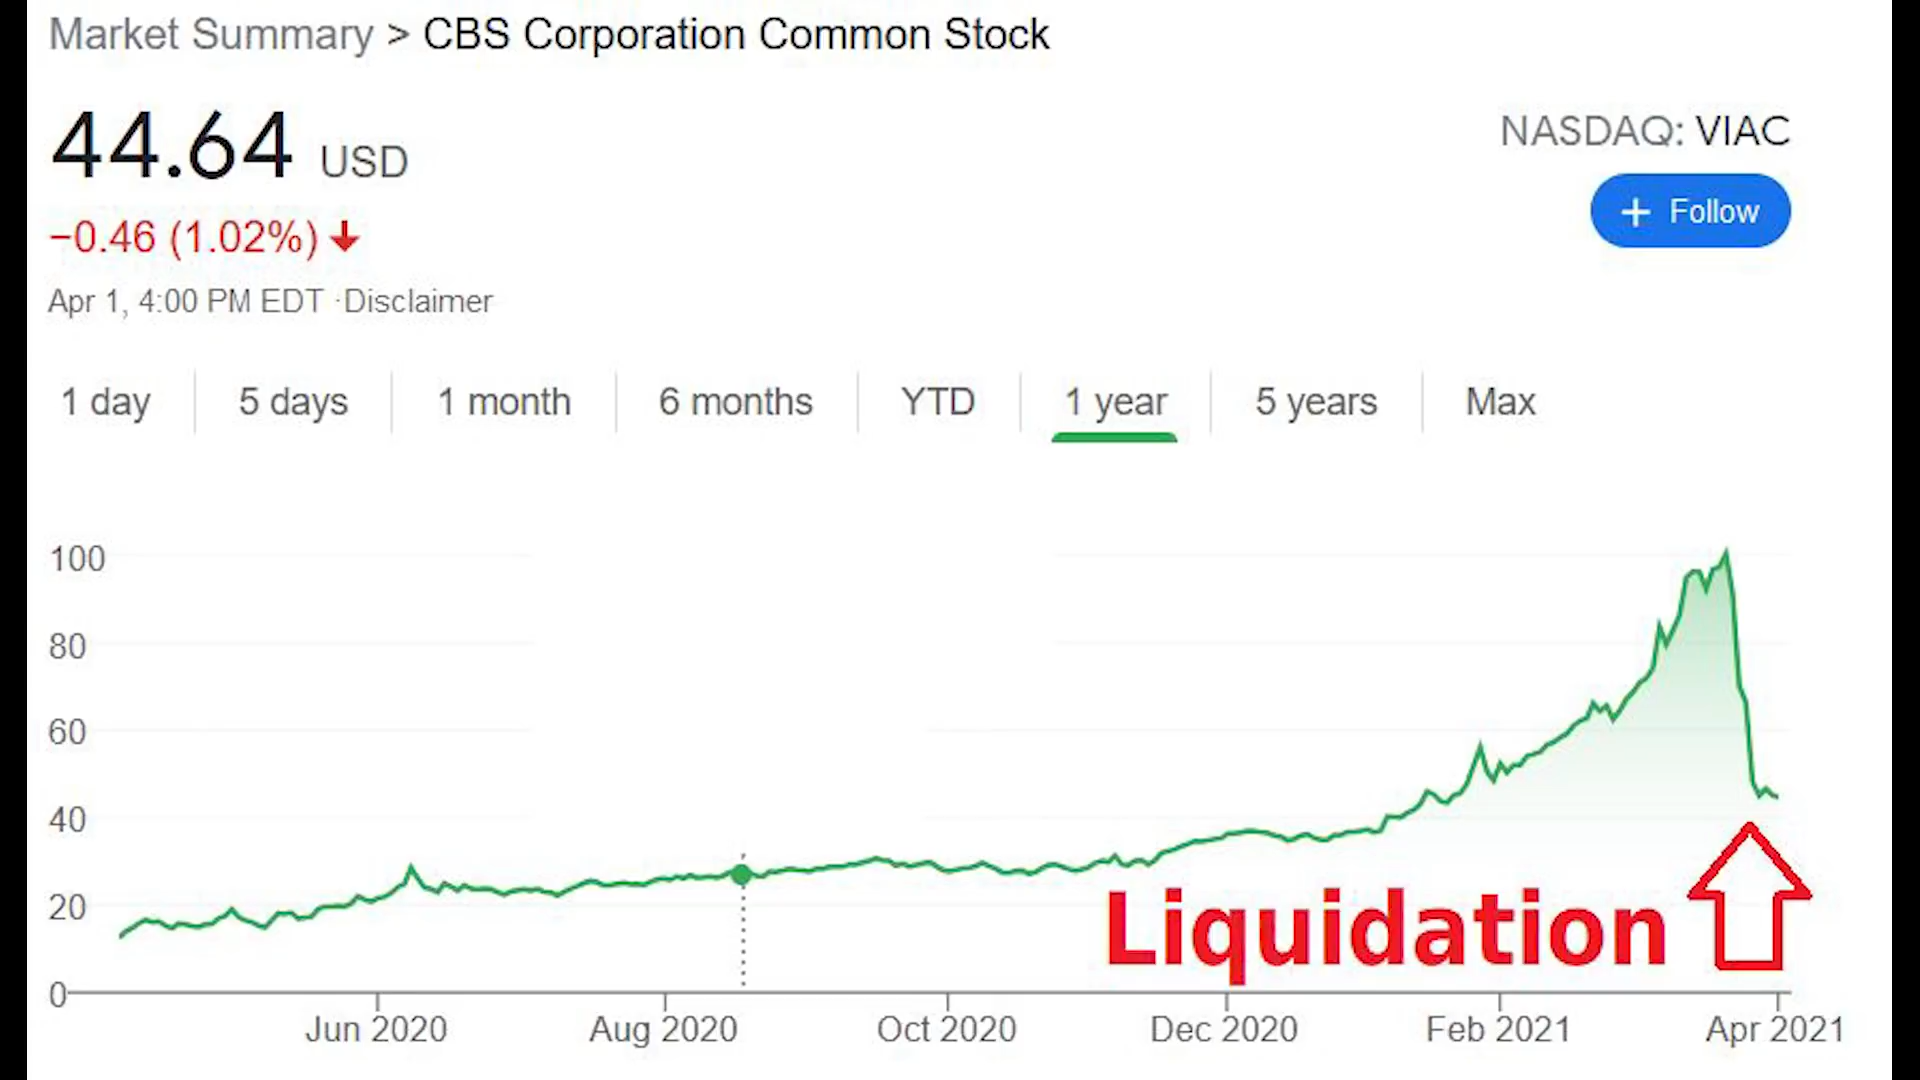 Market Summary > CBS Corporation Common Stock
44.64 USD
NASDAQ: VIAC
+ Follow
−0.46 (1.02%)
Apr 1, 4:00 PM EDT · Disclaimer
1 day 5 days 1 month 6 months YTD 1 year 5 years Max
100
80
60
40
20
0
Liquidation
Jun 2020 Aug 2020 Oct 2020 Dec 2020 Feb 2021 Apr 2021